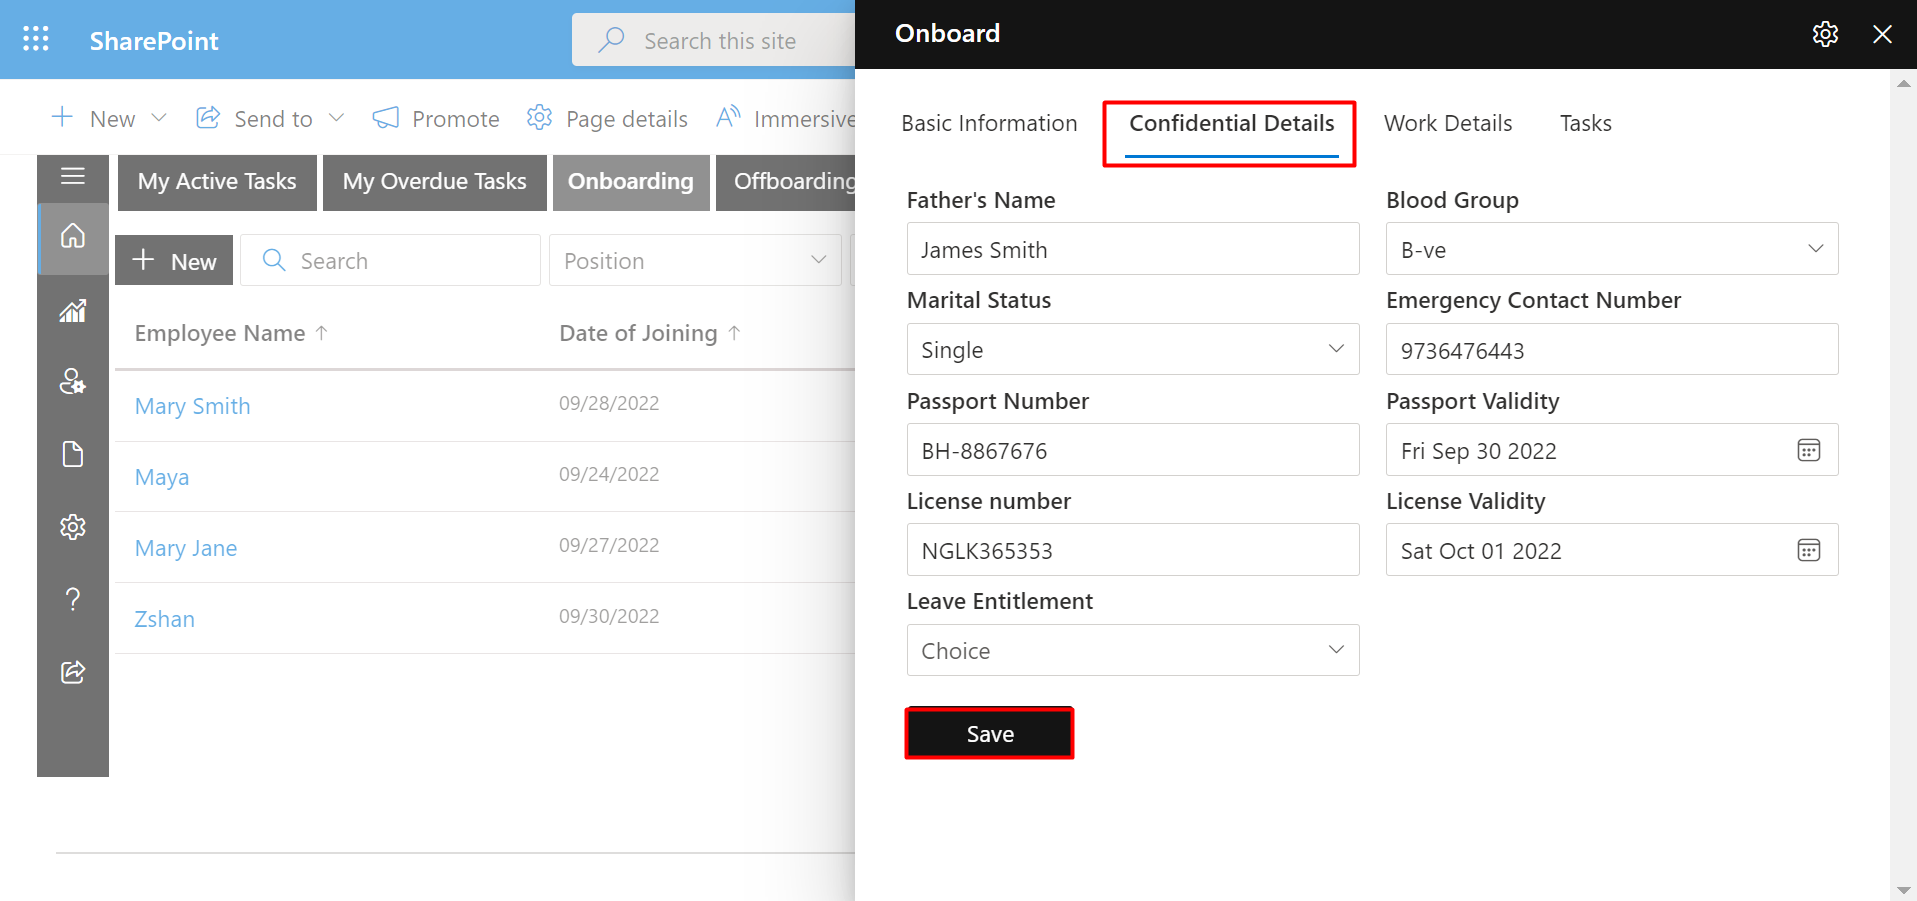 SharePoint
Search this site
New
Send to
Promote
Page details
Immersive
My Active Tasks
My Overdue Tasks
Onboarding
Offboarding
New
Search
Position
Employee Name ↑
Date of Joining ↑
Mary Smith
09/28/2022
Maya
09/24/2022
Mary Jane
09/27/2022
Zshan
09/30/2022
Onboard
Basic Information
Confidential Details
Work Details
Tasks
Father's Name
Blood Group
James Smith
B-ve
Marital Status
Emergency Contact Number
Single
9736476443
Passport Number
Passport Validity
BH-8867676
Fri Sep 30 2022
License number
License Validity
NGLK365353
Sat Oct 01 2022
Leave Entitlement
Choice
Save